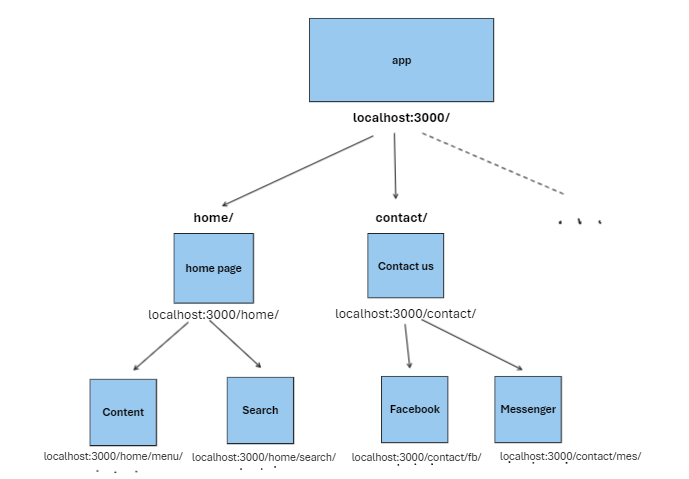 app
localhost:3000/
home/
contact/
. . .
home page
Contact us
localhost:3000/home/
localhost:3000/contact/
Content
Search
Facebook
Messenger
localhost:3000/home/menu/
localhost:3000/home/search/
localhost:3000/contact/fb/
localhost:3000/contact/mes/
. . .
. . .
. . .
. . .